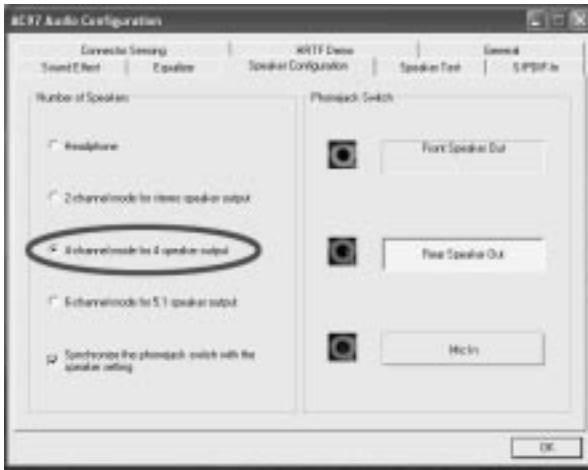 AC97 Audio Configuration
Connector Sensing
HRTF Demo
General
Sound Effect
Equalizer
Speaker Configuration
Speaker Test
S/PDIF-In
Number of Speakers
Headphone
2-channel mode for stereo speaker output
4-channel mode for 4 speaker output
6-channel mode for 5.1 speaker output
Synchronize the phonejack switch with the
speaker setting
Phonejack Switch
Front Speaker Out
Rear Speaker Out
Mic In
OK